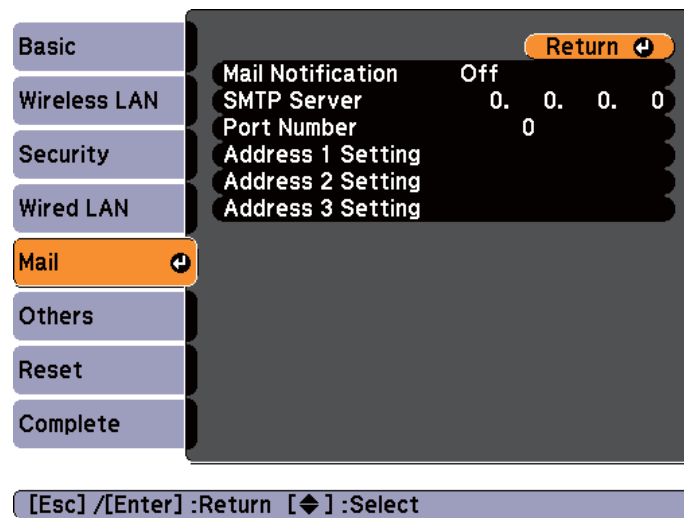 Basic
Wireless LAN
Security
Wired LAN
Mail
Others
Reset
Complete
Return
Mail Notification Off
SMTP Server 0. 0. 0. 0
Port Number 0
Address 1 Setting
Address 2 Setting
Address 3 Setting
[Esc] /[Enter] :Return [◆] :Select